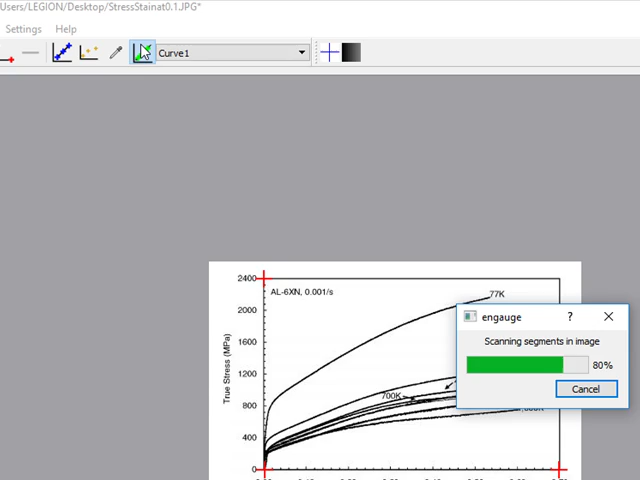 Users/LEGION/Desktop/StressStainat0.1.JPG*
Settings Help
Curve1
engauge ?
Scanning segments in image
80%
Cancel
2400
AL-6XN, 0.001/s
77K
2000
1600
1200
700K
800
400
True Stress (MPa)